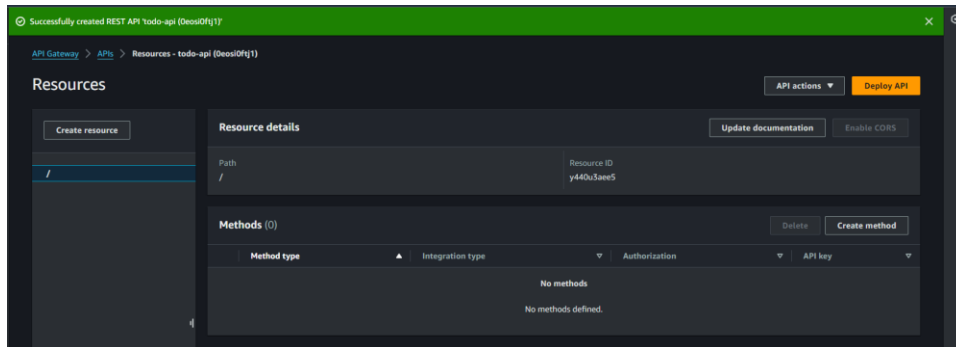 Successfully created REST API 'todo-api (0eosi0ftj1)'
API Gateway > APIs > Resources - todo-api (0eosi0ftj1)
Resources
API actions ▼ Deploy API
Create resource
/
Resource details
Update documentation Enable CORS
Path
/
Resource ID
y440u3aee5
Methods (0)
Delete Create method
Method type Integration type Authorization API key
No methods
No methods defined.